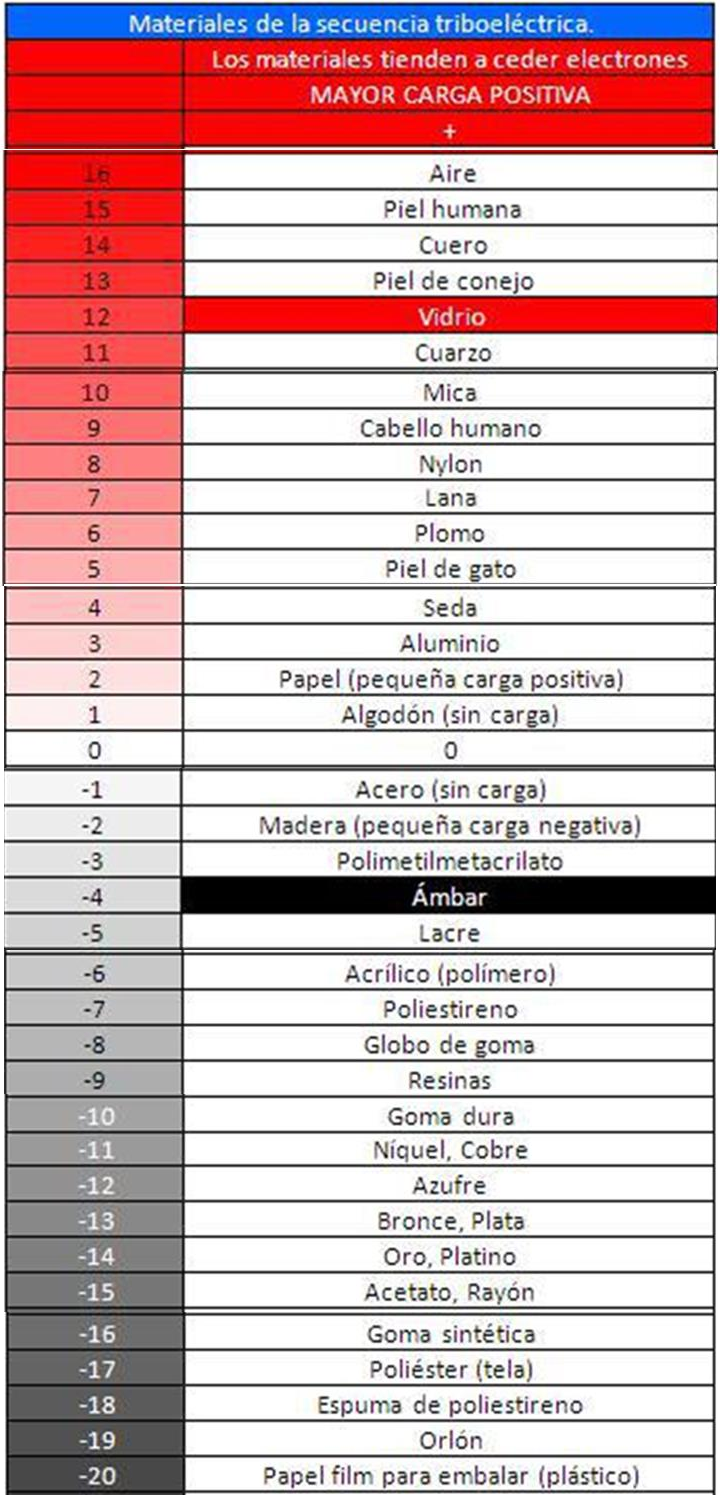 Materiales de la secuencia triboeléctrica.
Los materiales tienden a ceder electrones
MAYOR CARGA POSITIVA
+
16 Aire
15 Piel humana
14 Cuero
13 Piel de conejo
12 Vidrio
11 Cuarzo
10 Mica
9 Cabello humano
8 Nylon
7 Lana
6 Plomo
5 Piel de gato
4 Seda
3 Aluminio
2 Papel (pequeña carga positiva)
1 Algodón (sin carga)
0 0
-1 Acero (sin carga)
-2 Madera (pequeña carga negativa)
-3 Polimetilmetacrilato
-4 Ámbar
-5 Lacre
-6 Acrílico (polímero)
-7 Poliestireno
-8 Globo de goma
-9 Resinas
-10 Goma dura
-11 Níquel, Cobre
-12 Azufre
-13 Bronce, Plata
-14 Oro, Platino
-15 Acetato, Rayón
-16 Goma sintética
-17 Poliéster (tela)
-18 Espuma de poliestireno
-19 Orlón
-20 Papel film para embalar (plástico)